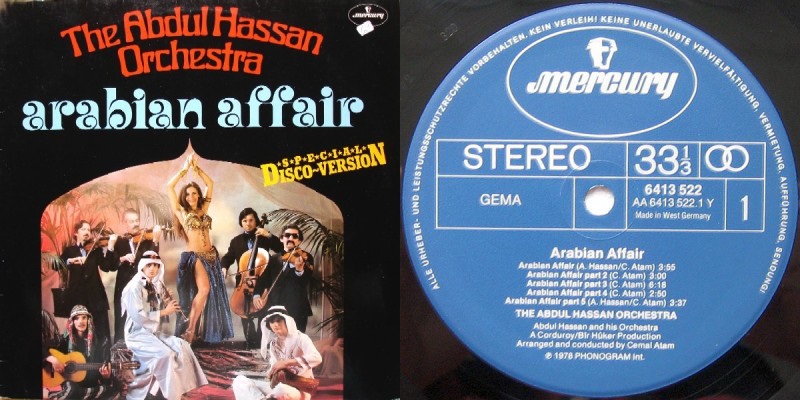 The Abdul Hassan
Orchestra
mercury
arabian affair
S·P·E·C·I·A·L
DISCO-VERSION
ALLE URHEBER- UND LEISTUNGSSCHUTZRECHTE VORBEHALTEN. KEIN VERLEIH! KEINE UNERLAUBTE VERVIELFÄLTIGUNG, VERMIETUNG, AUFFÜHRUNG, SENDUNG!
mercury
STEREO
33 1/3
GEMA
6413 522
AA 6413 522.1 Y
Made in West Germany
1
Arabian Affair
Arabian Affair (A. Hassan/C. Atam) 3:55
Arabian Affair part 2 (C. Atam) 3:00
Arabian Affair part 3 (C. Atam) 6:18
Arabian Affair part 4 (C. Atam) 2:50
Arabian Affair part 5 (A. Hassan/C. Atam) 3:37
THE ABDUL HASSAN ORCHESTRA
Abdul Hassan and his Orchestra
A Corduroy/Bir Hüker Production
Arranged and conducted by Cemal Atam
℗ 1978 PHONOGRAM Int.